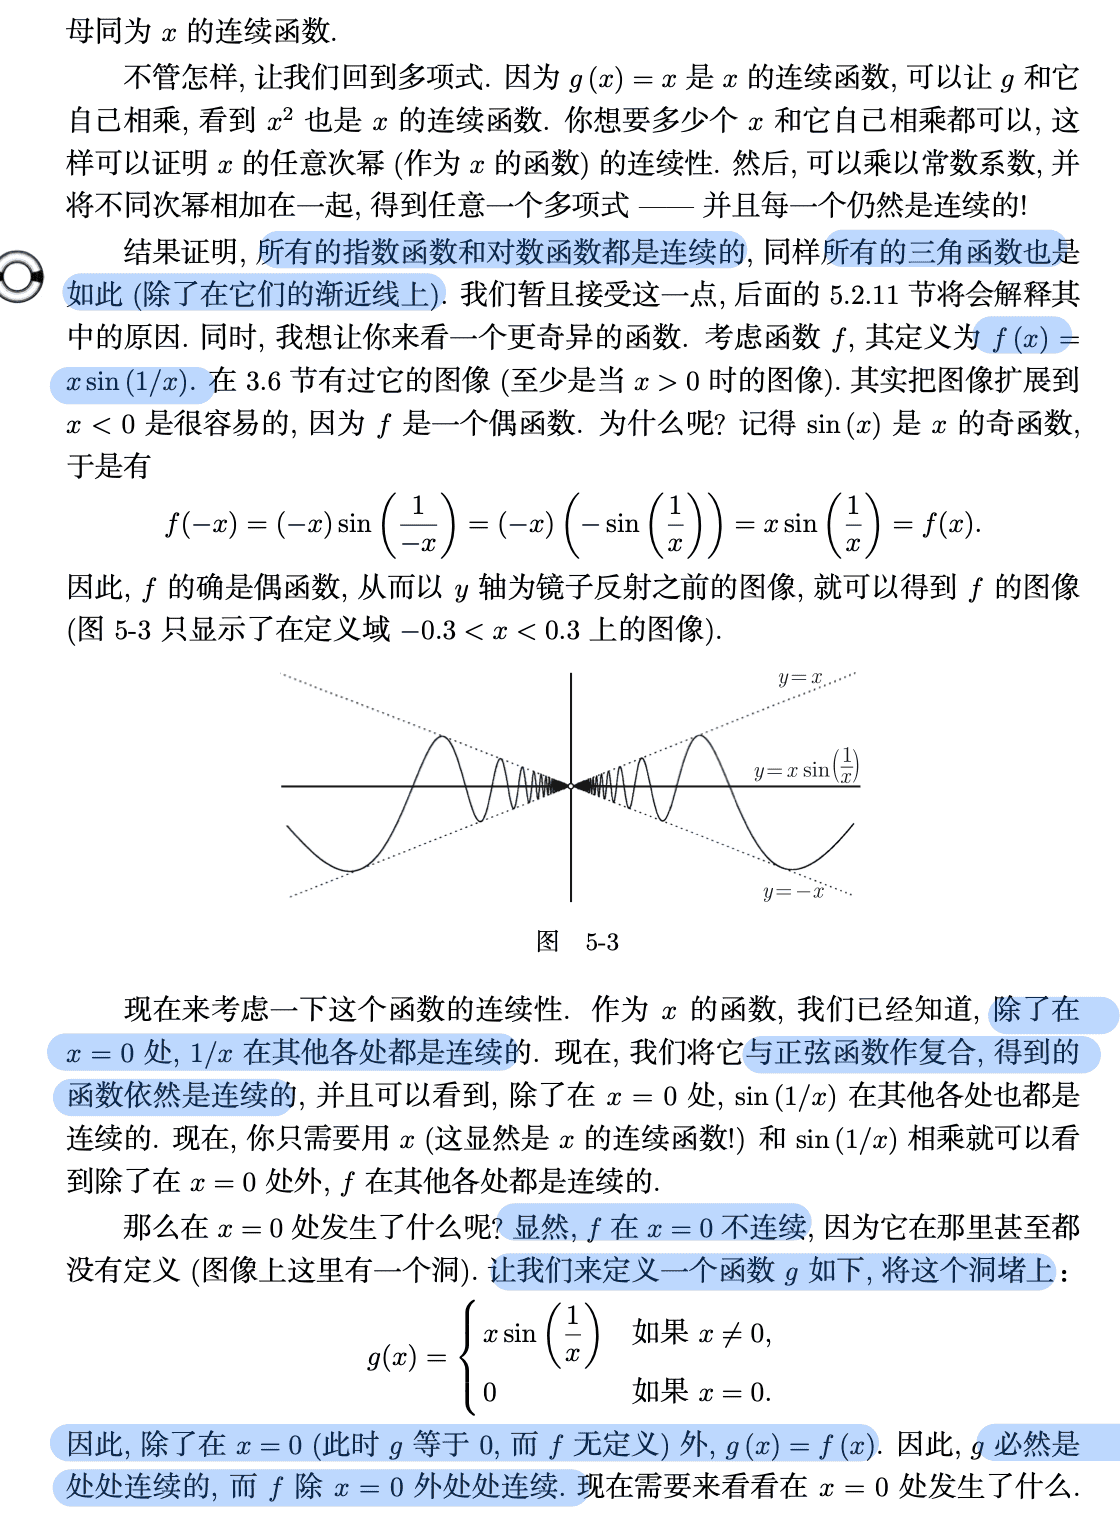 母同为 x 的连续函数.
不管怎样, 让我们回到多项式. 因为 g (x) = x 是 x 的连续函数, 可以让 g 和它
自己相乘, 看到 x² 也是 x 的连续函数. 你想要多少个 x 和它自己相乘都可以, 这
样可以证明 x 的任意次幂 (作为 x 的函数) 的连续性. 然后, 可以乘以常数系数, 并
将不同次幂相加在一起, 得到任意一个多项式 —— 并且每一个仍然是连续的!
结果证明, 所有的指数函数和对数函数都是连续的, 同样所有的三角函数也是
如此 (除了在它们的渐近线上). 我们暂且接受这一点, 后面的 5.2.11 节将会解释其
中的原因. 同时, 我想让你来看一个更奇异的函数. 考虑函数 f, 其定义为 f (x) =
x sin (1/x). 在 3.6 节有过它的图像 (至少是当 x > 0 时的图像). 其实把图像扩展到
x < 0 是很容易的, 因为 f 是一个偶函数. 为什么呢? 记得 sin (x) 是 x 的奇函数,
于是有
f(−x) = (−x) sin (1/−x) = (−x) (− sin (1/x)) = x sin (1/x) = f(x).
因此, f 的确是偶函数, 从而以 y 轴为镜子反射之前的图像, 就可以得到 f 的图像
(图 5-3 只显示了在定义域 −0.3 < x < 0.3 上的图像).
y=x
y=x sin(1/x)
y=−x
图 5-3
现在来考虑一下这个函数的连续性. 作为 x 的函数, 我们已经知道, 除了在
x = 0 处, 1/x 在其他各处都是连续的. 现在, 我们将它与正弦函数作复合, 得到的
函数依然是连续的, 并且可以看到, 除了在 x = 0 处, sin (1/x) 在其他各处也都是
连续的. 现在, 你只需要用 x (这显然是 x 的连续函数!) 和 sin (1/x) 相乘就可以看
到除了在 x = 0 处外, f 在其他各处都是连续的.
那么在 x = 0 处发生了什么呢? 显然, f 在 x = 0 不连续, 因为它在那里甚至都
没有定义 (图像上这里有一个洞). 让我们来定义一个函数 g 如下, 将这个洞堵上：
g(x) = { x sin (1/x) 如果 x ≠ 0,
0 如果 x = 0.
因此, 除了在 x = 0 (此时 g 等于 0, 而 f 无定义) 外, g (x) = f (x). 因此, g 必然是
处处连续的, 而 f 除 x = 0 外处处连续. 现在需要来看看在 x = 0 处发生了什么.